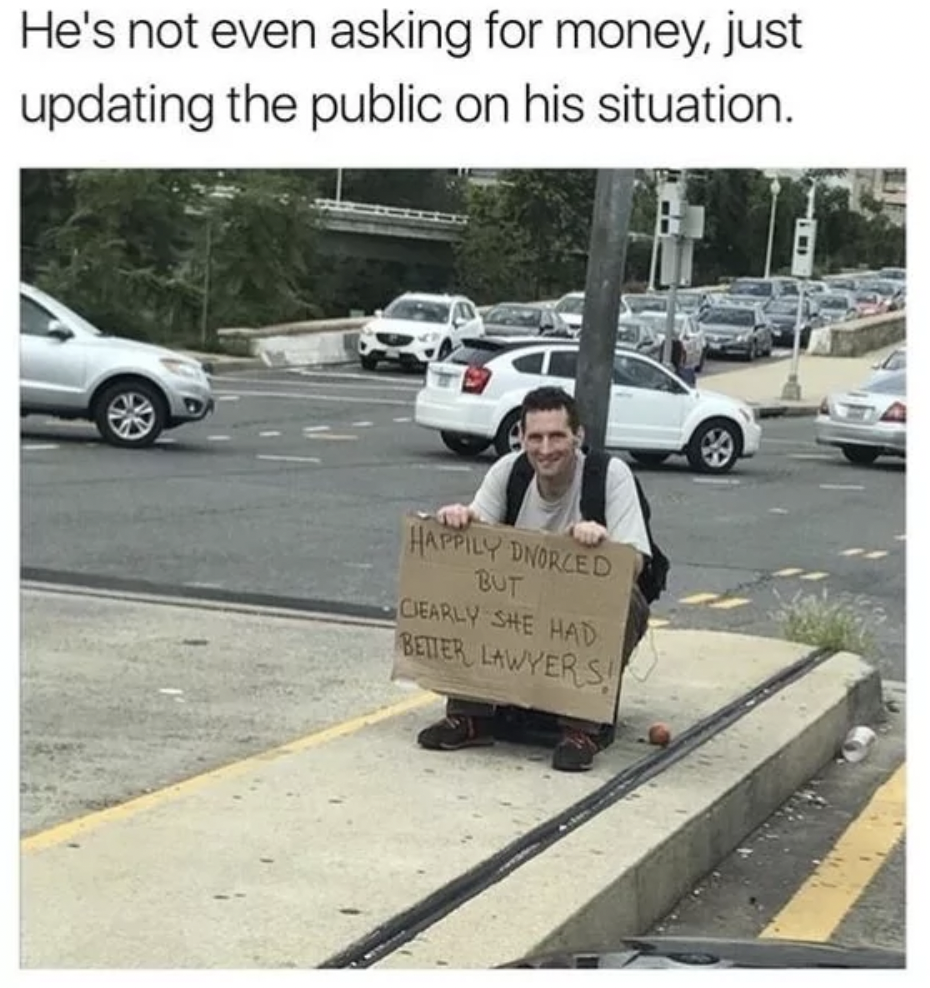 He's not even asking for money, just
updating the public on his situation.
HAPPILY DIVORCED
BUT
CLEARLY SHE HAD
BETTER LAWYERS!